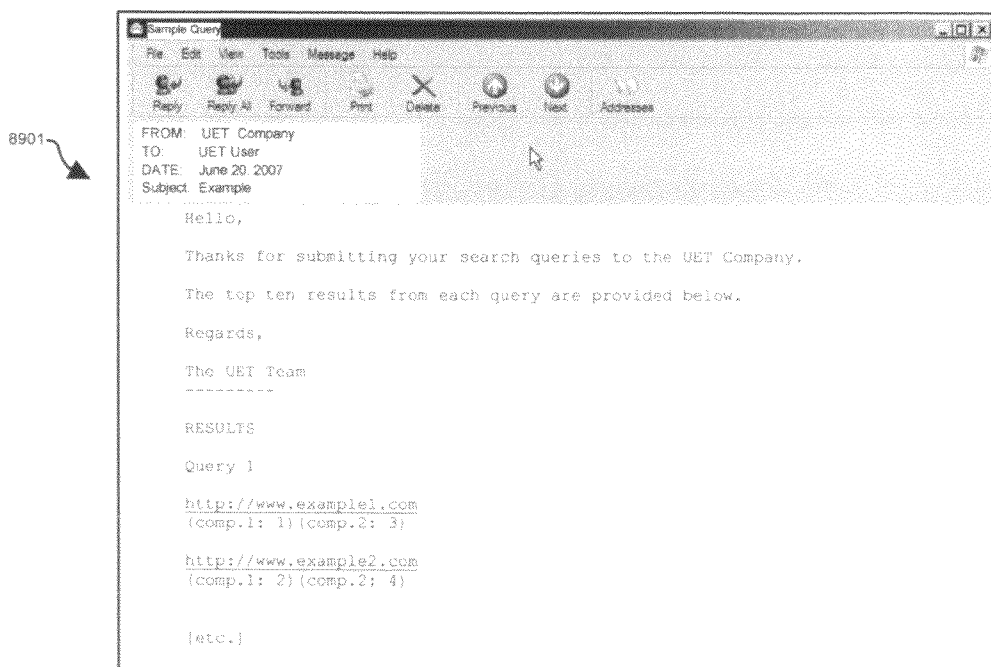 Sample Query
File Edit View Tools Message Help
Reply Reply All Forward Print Delete Previous Next Addresses
8901
FROM: UET Company
TO: UET User
DATE: June 20, 2007
Subject: Example
Hello,
Thanks for submitting your search queries to the UET Company.
The top ten results from each query are provided below.
Regards,
The UET Team
---------
RESULTS
Query 1
http://www.example1.com
(comp.1: 1)(comp.2: 3)
http://www.example2.com
(comp.1: 2)(comp.2: 4)
[etc.]